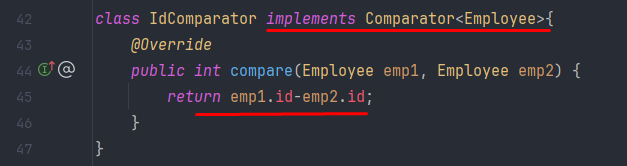 42 class IdComparator implements Comparator<Employee>{
43 @Override
44 @ public int compare(Employee emp1, Employee emp2) {
45 return emp1.id-emp2.id;
46 }
47 }